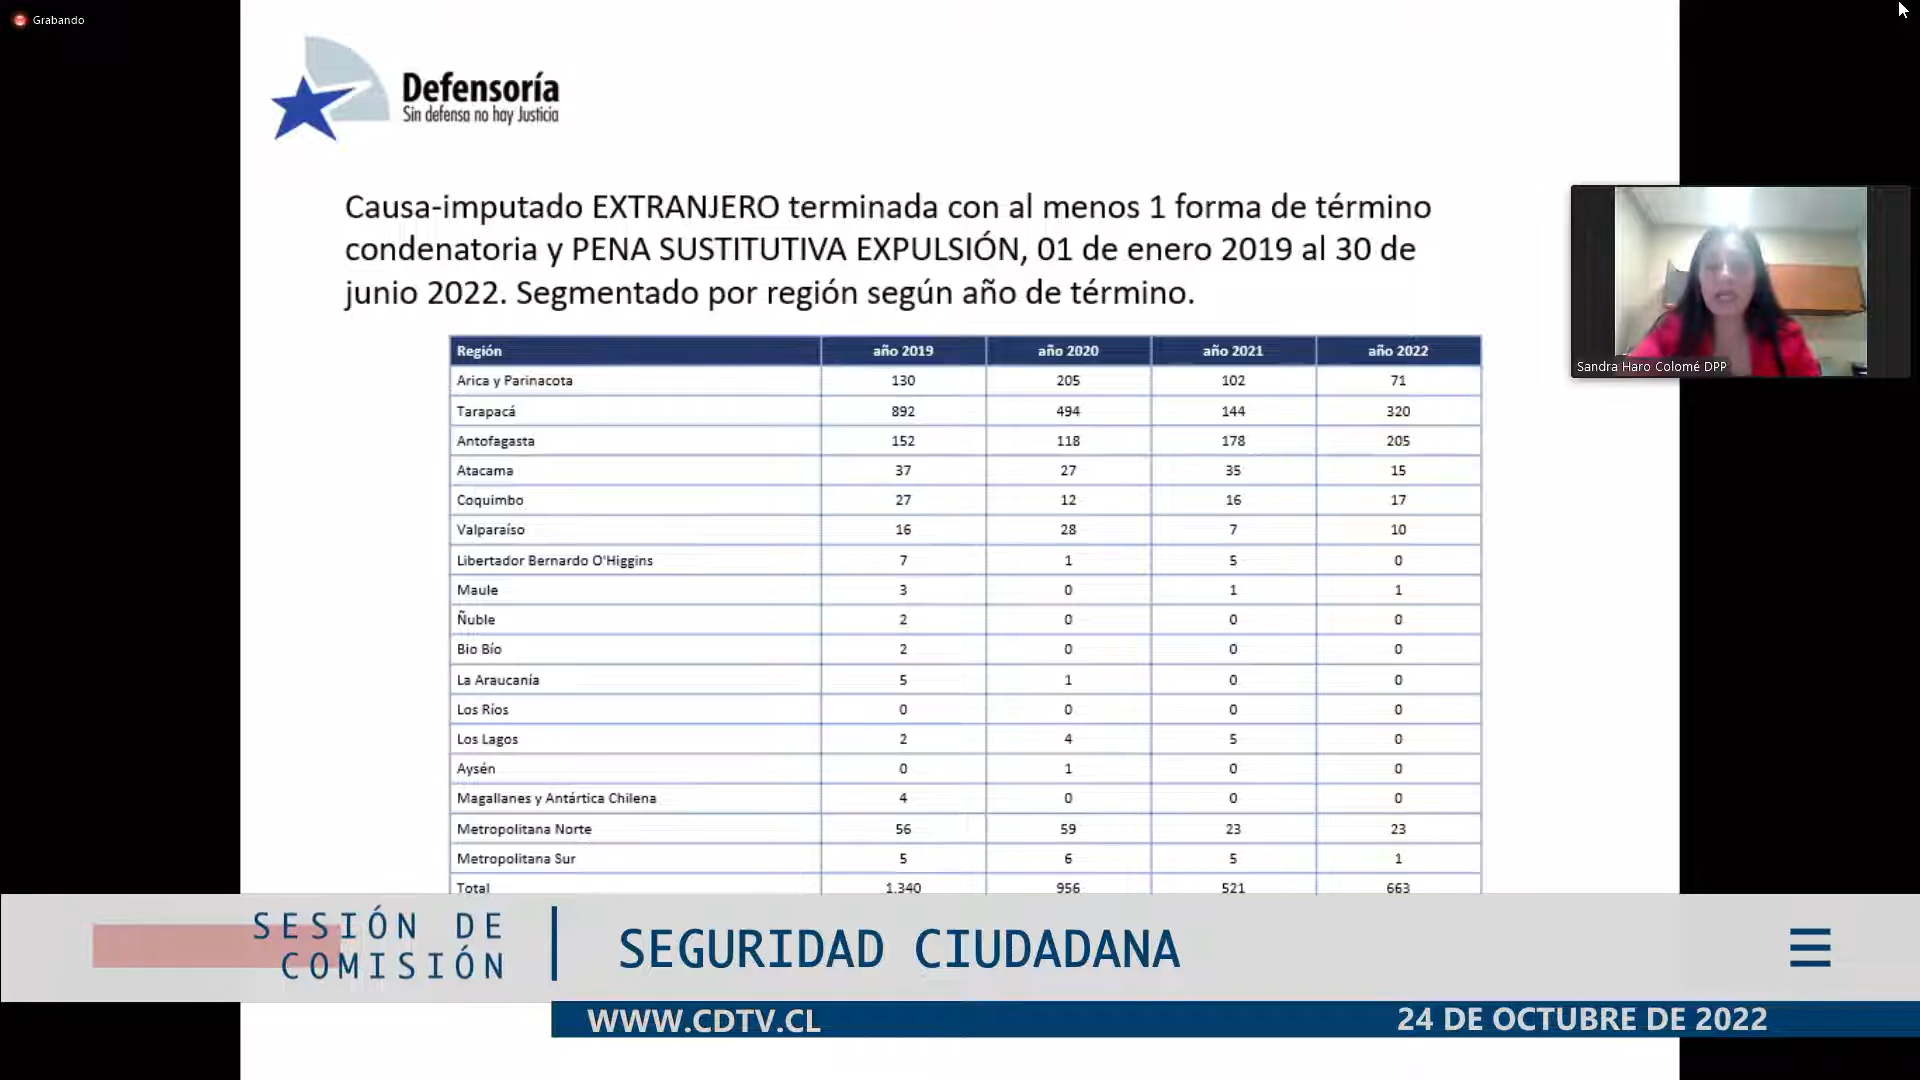 Grabando
Defensoría
Sin defensa no hay Justicia
Causa-imputado EXTRANJERO terminada con al menos 1 forma de término
condenatoria y PENA SUSTITUTIVA EXPULSIÓN, 01 de enero 2019 al 30 de
junio 2022. Segmentado por región según año de término.
Región año 2019 año 2020 año 2021 año 2022
Arica y Parinacota 130 205 102 71
Tarapacá 892 494 144 320
Antofagasta 152 118 178 205
Atacama 37 27 35 15
Coquimbo 27 12 16 17
Valparaíso 16 28 7 10
Libertador Bernardo O'Higgins 7 1 5 0
Maule 3 0 1 1
Ñuble 2 0 0 0
Bio Bío 2 0 0 0
La Araucanía 5 1 0 0
Los Ríos 0 0 0 0
Los Lagos 2 4 5 0
Aysén 0 1 0 0
Magallanes y Antártica Chilena 4 0 0 0
Metropolitana Norte 56 59 23 23
Metropolitana Sur 5 6 5 1
Total 1.340 956 521 663
Sandra Haro Colomé DPP
SESIÓN DE
COMISIÓN
SEGURIDAD CIUDADANA
WWW.CDTV.CL
24 DE OCTUBRE DE 2022